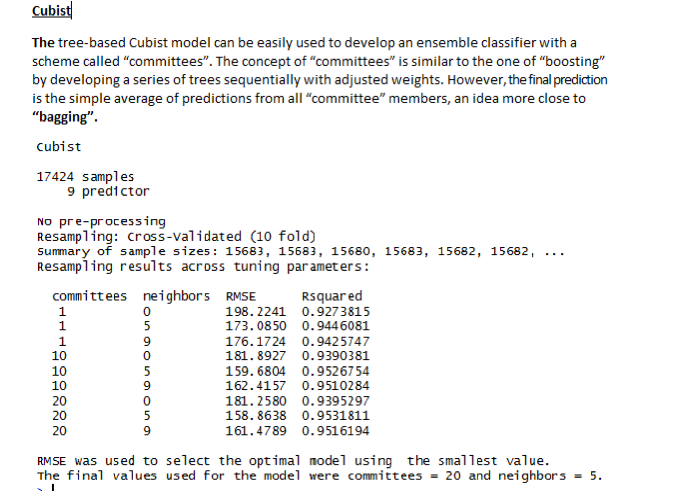 Cubist
The tree-based Cubist model can be easily used to develop an ensemble classifier with a
scheme called “committees”. The concept of “committees” is similar to the one of “boosting”
by developing a series of trees sequentially with adjusted weights. However, the final prediction
is the simple average of predictions from all “committee” members, an idea more close to
“bagging”.
Cubist
17424 samples
9 predictor
No pre-processing
Resampling: Cross-Validated (10 fold)
Summary of sample sizes: 15683, 15683, 15680, 15683, 15682, 15682, ...
Resampling results across tuning parameters:
committees neighbors RMSE Rsquared
1 0 198.2241 0.9273815
1 5 173.0850 0.9446081
1 9 176.1724 0.9425747
10 0 181.8927 0.9390381
10 5 159.6804 0.9526754
10 9 162.4157 0.9510284
20 0 181.2580 0.9395297
20 5 158.8638 0.9531811
20 9 161.4789 0.9516194
RMSE was used to select the optimal model using the smallest value.
The final values used for the model were committees = 20 and neighbors = 5.